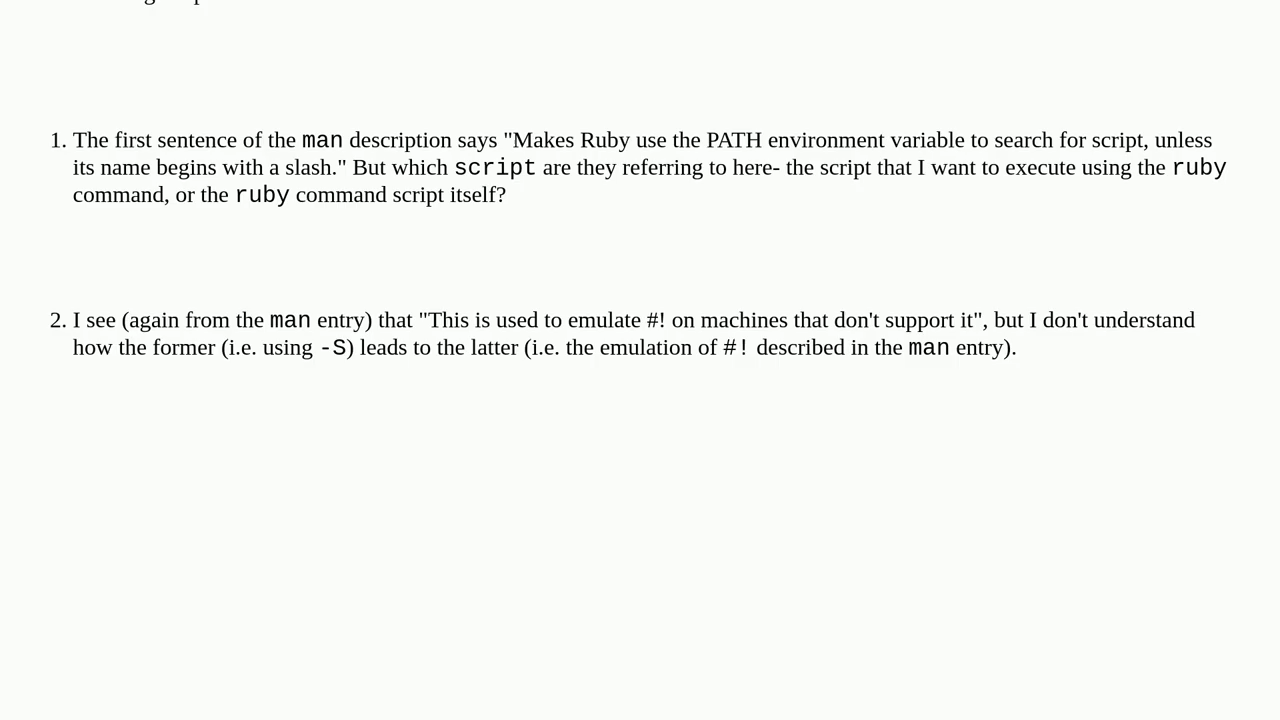 1. The first sentence of the man description says "Makes Ruby use the PATH environment variable to search for script, unless
its name begins with a slash." But which script are they referring to here- the script that I want to execute using the ruby
command, or the ruby command script itself?
2. I see (again from the man entry) that "This is used to emulate #! on machines that don't support it", but I don't understand
how the former (i.e. using -S) leads to the latter (i.e. the emulation of #! described in the man entry).